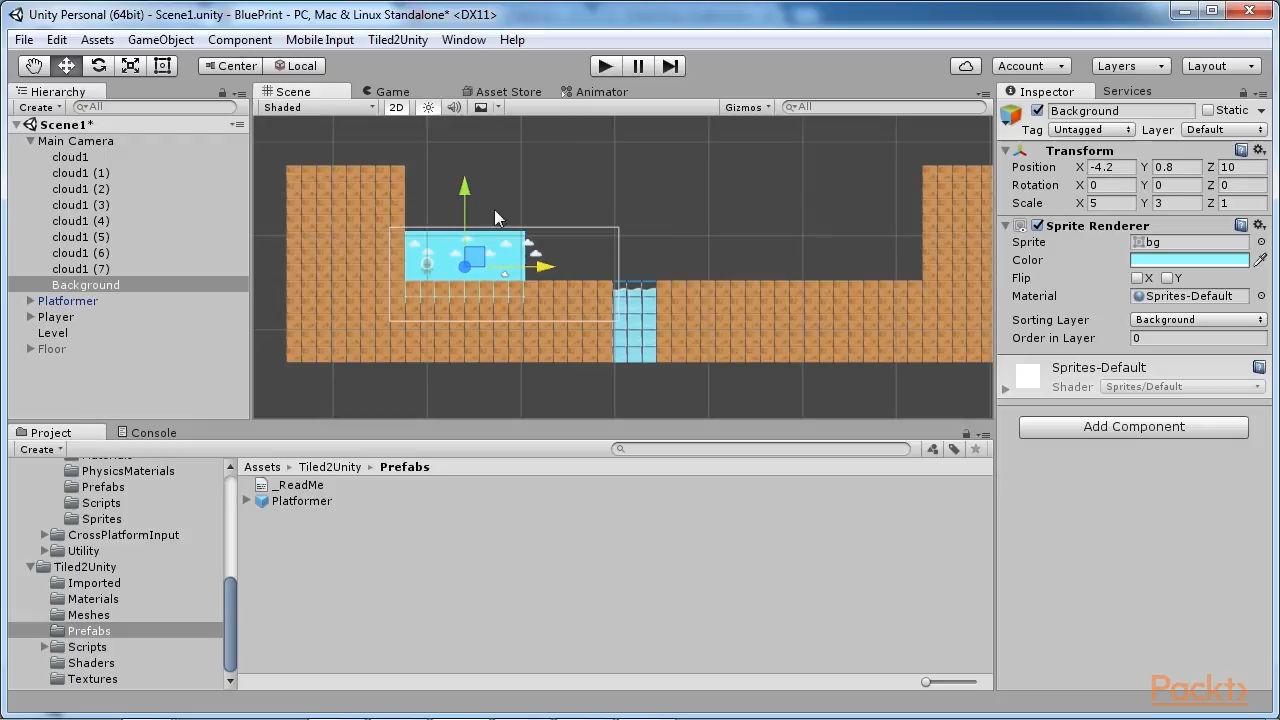 Unity Personal (64bit) - Scene1.unity - BluePrint - PC, Mac & Linux Standalone* <DX11>
File Edit Assets GameObject Component Mobile Input Tiled2Unity Window Help
Center Local Account Layers Layout
Hierarchy Scene Game Asset Store Animator Inspector Services
Create All Shaded 2D Gizmos All Background Static
Scene1*
Tag Untagged Layer Default
Main Camera
Transform
cloud1
Position X -4.2 Y 0.8 Z 10
cloud1 (1)
Rotation X 0 Y 0 Z 0
cloud1 (2)
Scale X 5 Y 3 Z 1
cloud1 (3)
Sprite Renderer
cloud1 (4)
Sprite bg
cloud1 (5)
Color
cloud1 (6)
Flip X Y
cloud1 (7)
Background
Material Sprites-Default
Platformer
Player
Sorting Layer Background
Level
Order in Layer 0
Floor
Sprites-Default
Shader Sprites/Default
Add Component
Project Console
Create
Materials
Assets Tiled2Unity Prefabs
PhysicsMaterials
_ReadMe
Prefabs
Platformer
Scripts
Sprites
CrossPlatformInput
Utility
Tiled2Unity
Imported
Materials
Meshes
Prefabs
Scripts
Shaders
Textures
Packt